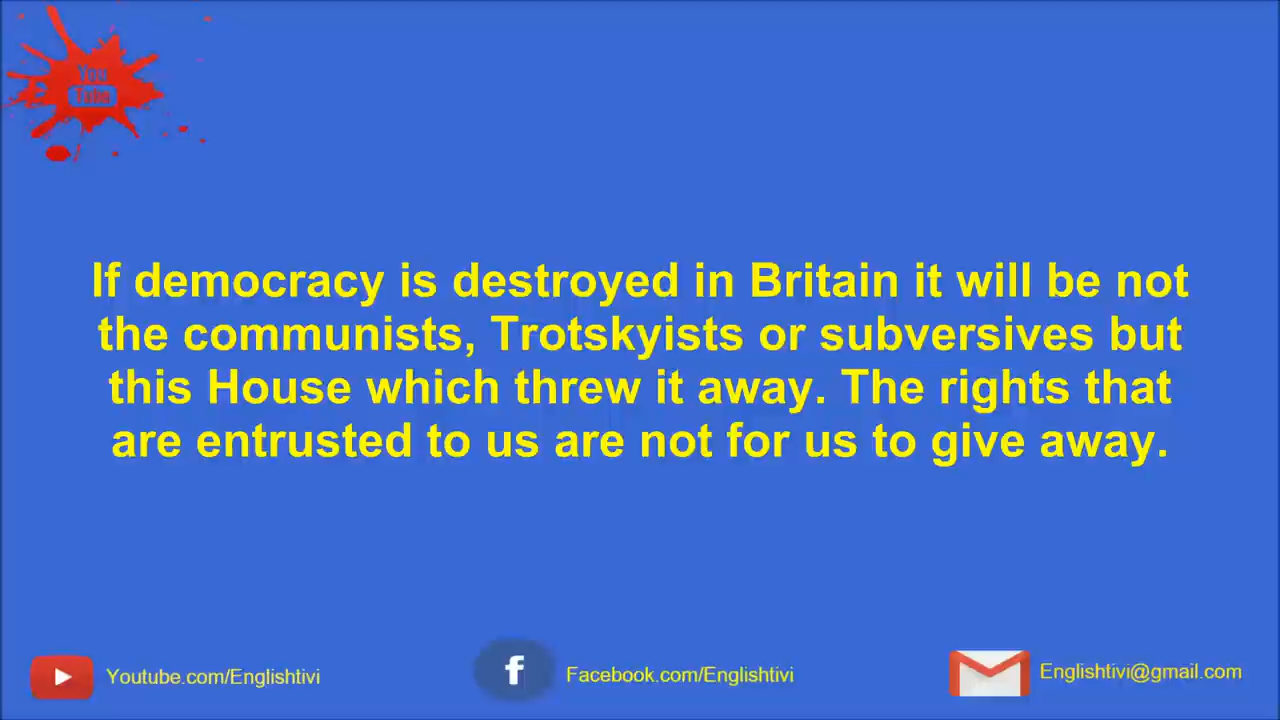 You
Tube
If democracy is destroyed in Britain it will be not
the communists, Trotskyists or subversives but
this House which threw it away. The rights that
are entrusted to us are not for us to give away.
Youtube.com/Englishtivi
Facebook.com/Englishtivi
Englishtivi@gmail.com